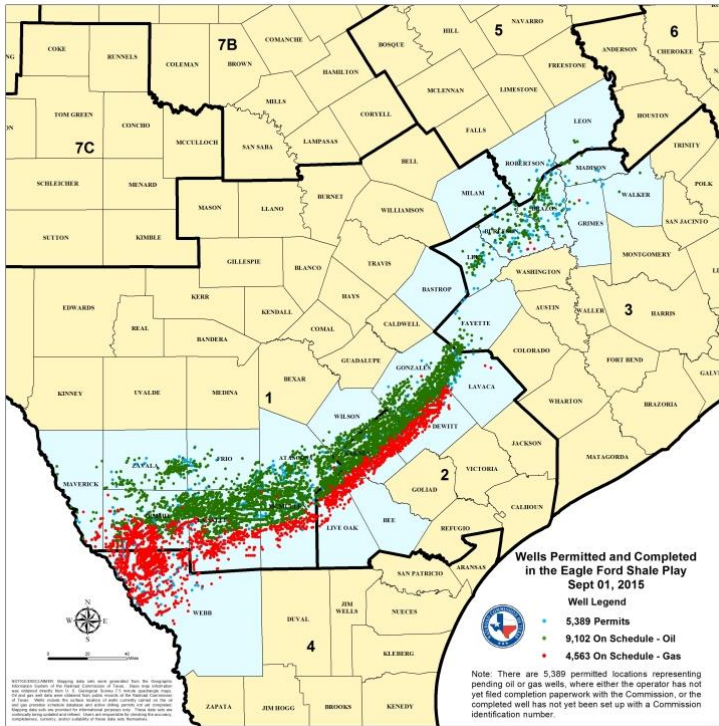 COKE
RUNNELS
COLEMAN
7B
BROWN
COMANCHE
BOSQUE
HILL
5
NAVARRO
FREESTONE
ANDERSON
6
CHEROKEE
HAMILTON
MCLENNAN
LIMESTONE
TOM GREEN
CONCHO
MILLS
CORYELL
FALLS
LEON
HOUSTON
7C
MCCULLOCH
SAN SABA
LAMPASAS
BELL
ROBERTSON
MADISON
TRINITY
SCHLEICHER
MENARD
MASON
LLANO
BURNET
MILAM
WALKER
POLK
WILLIAMSON
BRAZOS
GRIMES
SAN JACINTO
SUTTON
KIMBLE
GILLESPIE
BLANCO
TRAVIS
LEE
WASHINGTON
MONTGOMERY
EDWARDS
KERR
HAYS
BASTROP
AUSTIN
WALLER
3
HARRIS
REAL
KENDALL
COMAL
CALDWELL
FAYETTE
BANDERA
GUADALUPE
COLORADO
FORT BEND
KINNEY
UVALDE
MEDINA
BEXAR
GONZALES
LAVACA
BRAZORIA
1
WILSON
WHARTON
DEWITT
JACKSON
MATAGORDA
MAVERICK
ZAVALA
FRIO
2
VICTORIA
GOLIAD
CALHOUN
LIVE OAK
BEE
REFUGIO
ARANSAS
SAN PATRICIO
WEBB
DUVAL
JIM
WELLS
NUECES
4
KLEBERG
ZAPATA
JIM HOGG
BROOKS
KENEDY
N
W
E
S
Wells Permitted and Completed
in the Eagle Ford Shale Play
Sept 01, 2015
Well Legend
5,389 Permits
9,102 On Schedule - Oil
4,563 On Schedule - Gas
Note: There are 5,389 permitted locations representing
pending oil or gas wells, where either the operator has not
yet filed completion paperwork with the Commission, or the
completed well has not yet been set up with a Commission
identification number.